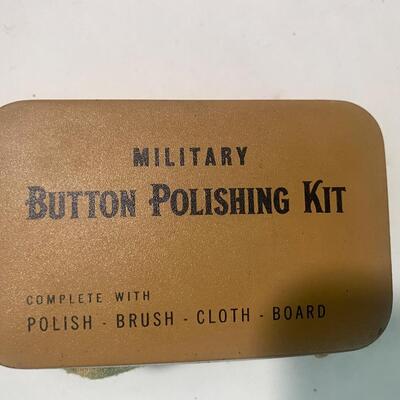 MILITARY
BUTTON POLISHING KIT
COMPLETE WITH
POLISH - BRUSH - CLOTH - BOARD